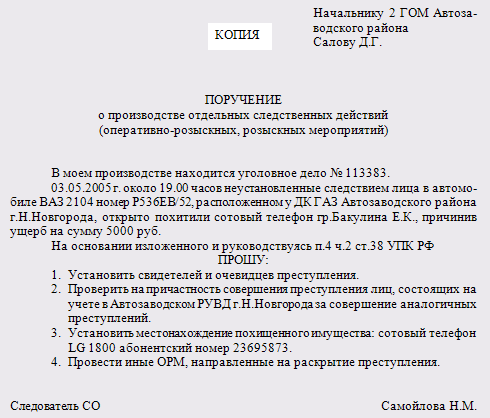 Начальнику 2 ГОМ Автоза-
водского района
Салову Д.Г.
КОПИЯ
ПОРУЧЕНИЕ
о производстве отдельных следственных действий
(оперативно-розыскных, розыскных мероприятий)
В моем производстве находится уголовное дело № 113383.
03.05.2005 г. около 19.00 часов неустановленные следствием лица в автомо-
биле ВАЗ 2104 номер Р536ЕВ/52, расположенном у ДК ГАЗ Автозаводского района
г.Н.Новгорода, открыто похитили сотовый телефон гр.Бакулина Е.К., причинив
ущерб на сумму 5000 руб.
На основании изложенного и руководствуясь п.4 ч.2 ст.38 УПК РФ
ПРОШУ:
1. Установить свидетелей и очевидцев преступления.
2. Проверить на причастность совершения преступления лиц, состоящих на
учете в Автозаводском РУВД г.Н.Новгорода за совершение аналогичных
преступлений.
3. Установить местонахождение похищенного имущества: сотовый телефон
LG 1800 абонентский номер 23695873.
4. Провести иные ОРМ, направленные на раскрытие преступления.
Следователь СО Самойлова Н.М.